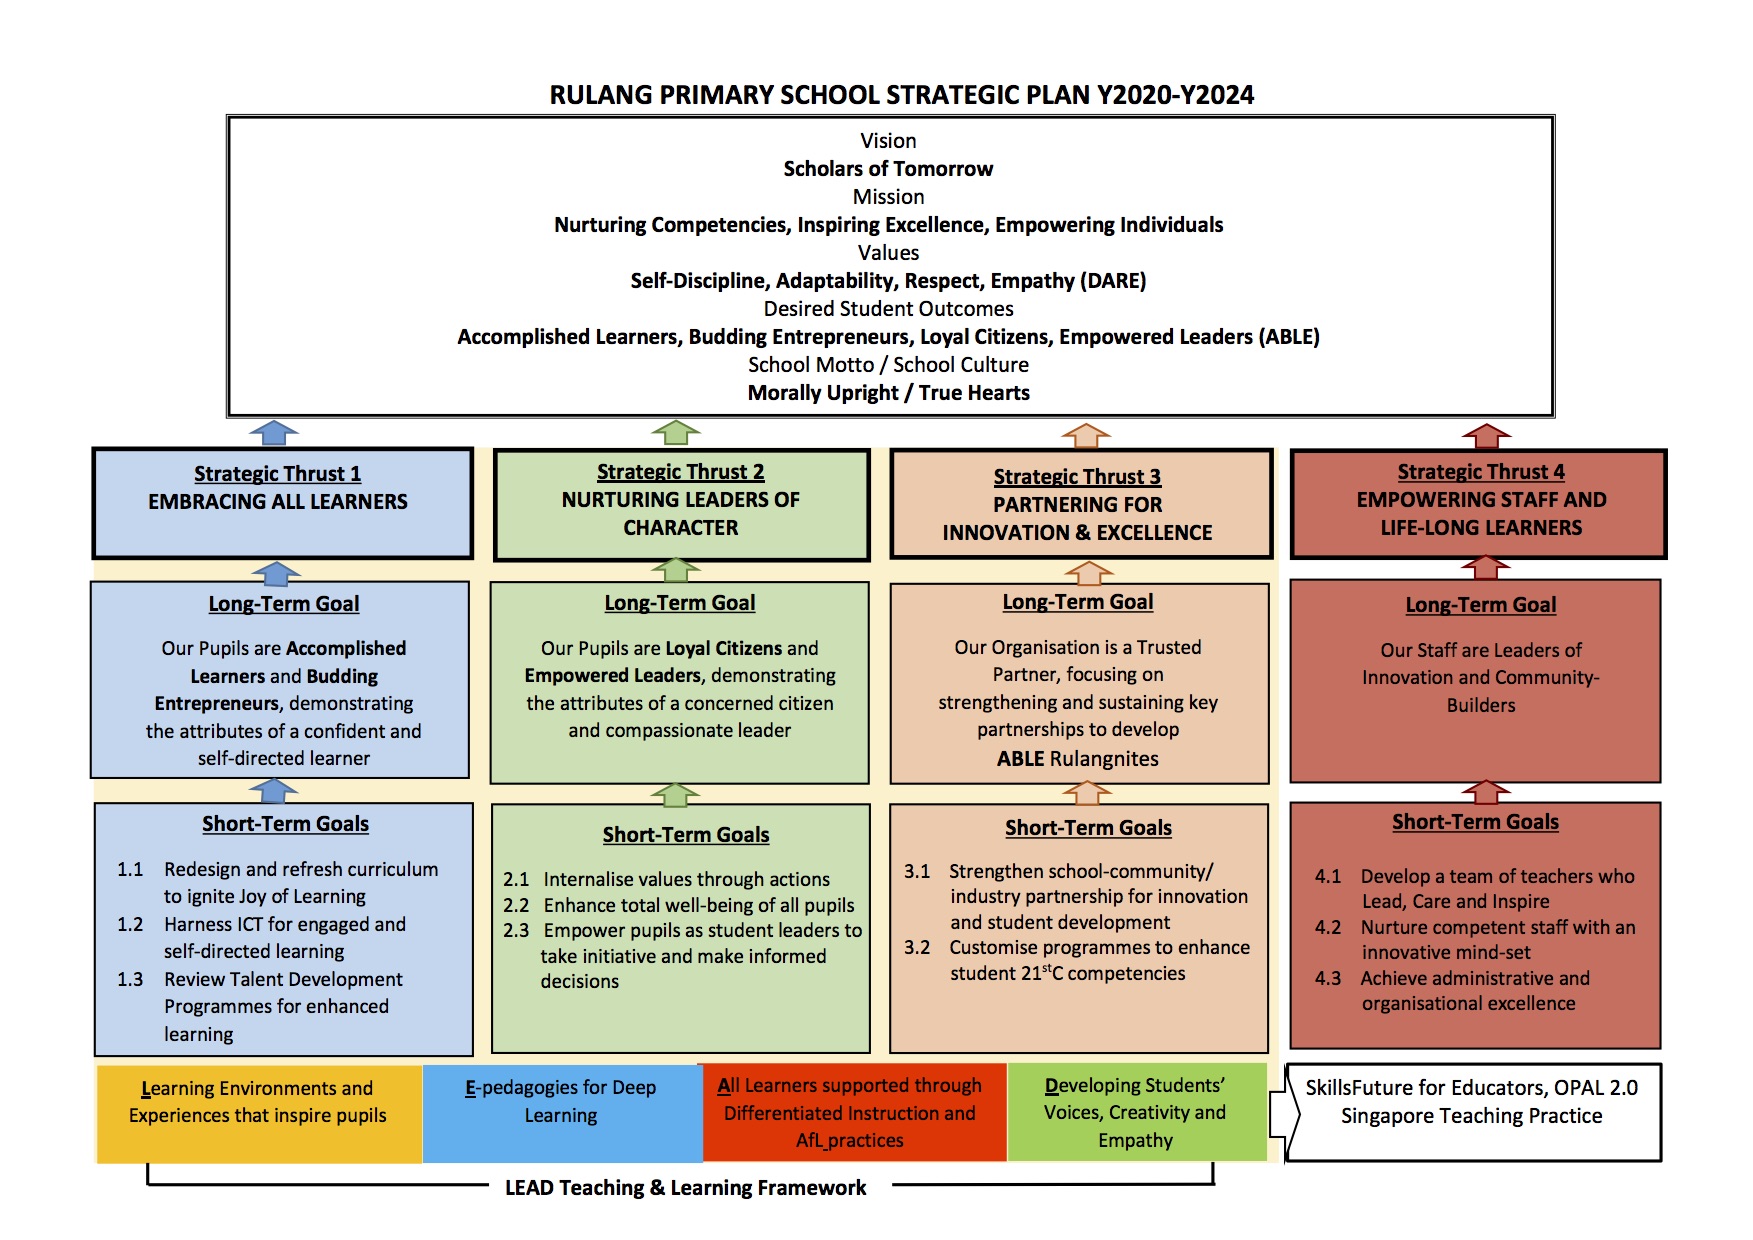 RULANG PRIMARY SCHOOL STRATEGIC PLAN Y2020-Y2024
Vision
Scholars of Tomorrow
Mission
Nurturing Competencies, Inspiring Excellence, Empowering Individuals
Values
Self-Discipline, Adaptability, Respect, Empathy (DARE)
Desired Student Outcomes
Accomplished Learners, Budding Entrepreneurs, Loyal Citizens, Empowered Leaders (ABLE)
School Motto / School Culture
Morally Upright / True Hearts
Strategic Thrust 1
EMBRACING ALL LEARNERS
Long-Term Goal
Our Pupils are Accomplished
Learners and Budding
Entrepreneurs, demonstrating
the attributes of a confident and
self-directed learner
Short-Term Goals
1.1 Redesign and refresh curriculum
to ignite Joy of Learning
1.2 Harness ICT for engaged and
self-directed learning
1.3 Review Talent Development
Programmes for enhanced
learning
Strategic Thrust 2
NURTURING LEADERS OF
CHARACTER
Long-Term Goal
Our Pupils are Loyal Citizens and
Empowered Leaders, demonstrating
the attributes of a concerned citizen
and compassionate leader
Short-Term Goals
2.1 Internalise values through actions
2.2 Enhance total well-being of all pupils
2.3 Empower pupils as student leaders to
take initiative and make informed
decisions
Strategic Thrust 3
PARTNERING FOR
INNOVATION & EXCELLENCE
Long-Term Goal
Our Organisation is a Trusted
Partner, focusing on
strengthening and sustaining key
partnerships to develop
ABLE Rulangnites
Short-Term Goals
3.1 Strengthen school-community/
industry partnership for innovation
and student development
3.2 Customise programmes to enhance
student 21stC competencies
Strategic Thrust 4
EMPOWERING STAFF AND
LIFE-LONG LEARNERS
Long-Term Goal
Our Staff are Leaders of
Innovation and Community-
Builders
Short-Term Goals
4.1 Develop a team of teachers who
Lead, Care and Inspire
4.2 Nurture competent staff with an
innovative mind-set
4.3 Achieve administrative and
organisational excellence
Learning Environments and
Experiences that inspire pupils
E-pedagogies for Deep
Learning
All Learners supported through
Differentiated Instruction and
AfL practices
Developing Students'
Voices, Creativity and
Empathy
SkillsFuture for Educators, OPAL 2.0
Singapore Teaching Practice
LEAD Teaching & Learning Framework